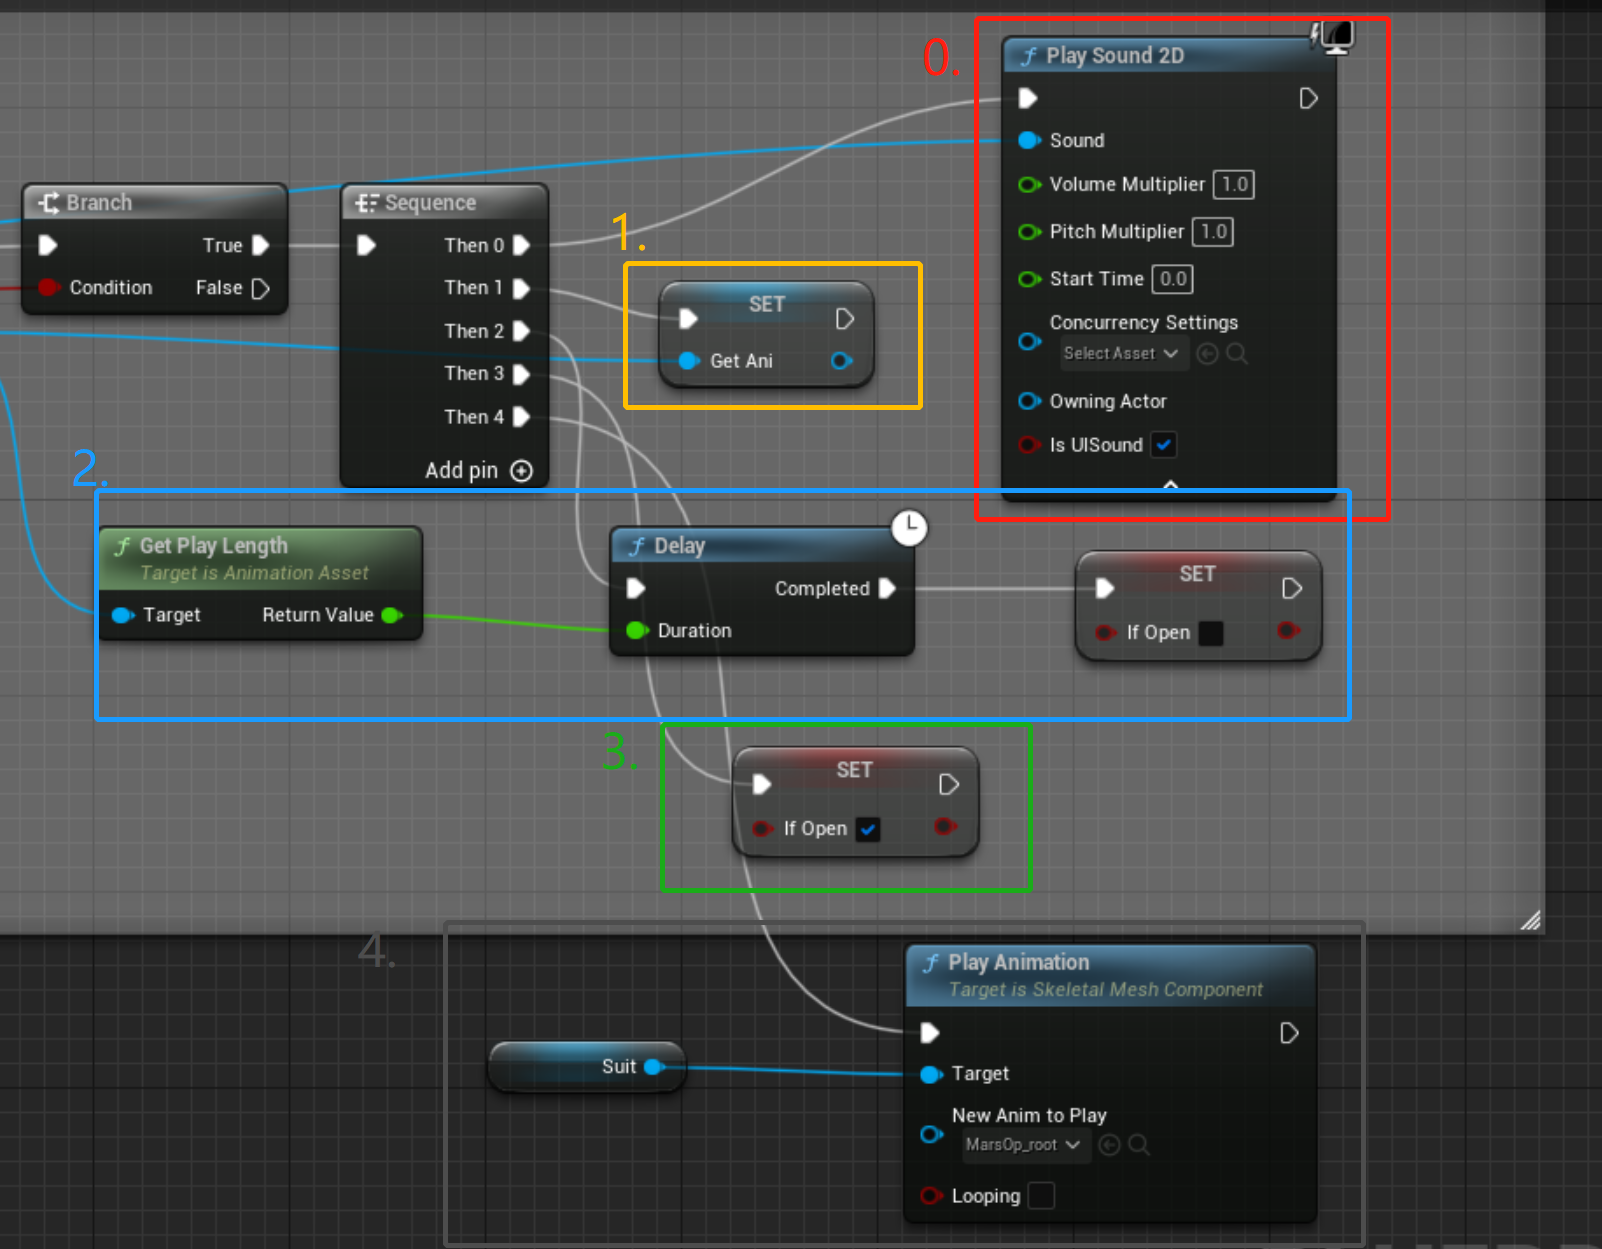 0.
Play Sound 2D
Sound
Volume Multiplier 1.0
Pitch Multiplier 1.0
Start Time 0.0
Concurrency Settings
Select Asset
Owning Actor
Is UISound
Branch
True
Condition False
Sequence
Then 0
Then 1
Then 2
Then 3
Then 4
Add pin
1.
SET
Get Ani
2.
Get Play Length
Target is Animation Asset
Target Return Value
Delay
Completed
Duration
SET
If Open
3.
SET
If Open
4.
Suit
Play Animation
Target is Skeletal Mesh Component
Target
New Anim to Play
MarsOp_root
Looping